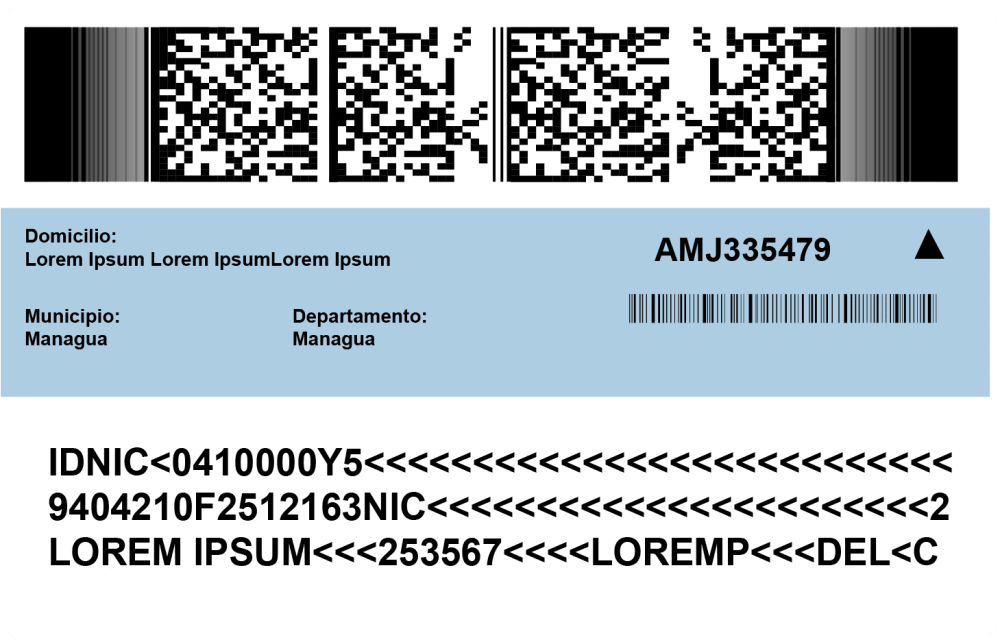 Domicilio:
Lorem Ipsum Lorem IpsumLorem Ipsum
AMJ335479
Municipio:
Managua
Departamento:
Managua
IDNIC<0410000Y5<<<<<<<<<<<<<<<<<<<<<<<<<<<
9404210F2512163NIC<<<<<<<<<<<<<<<<<<<<<<<2
LOREM IPSUM<<<253567<<<<LOREMP<<<DEL<C